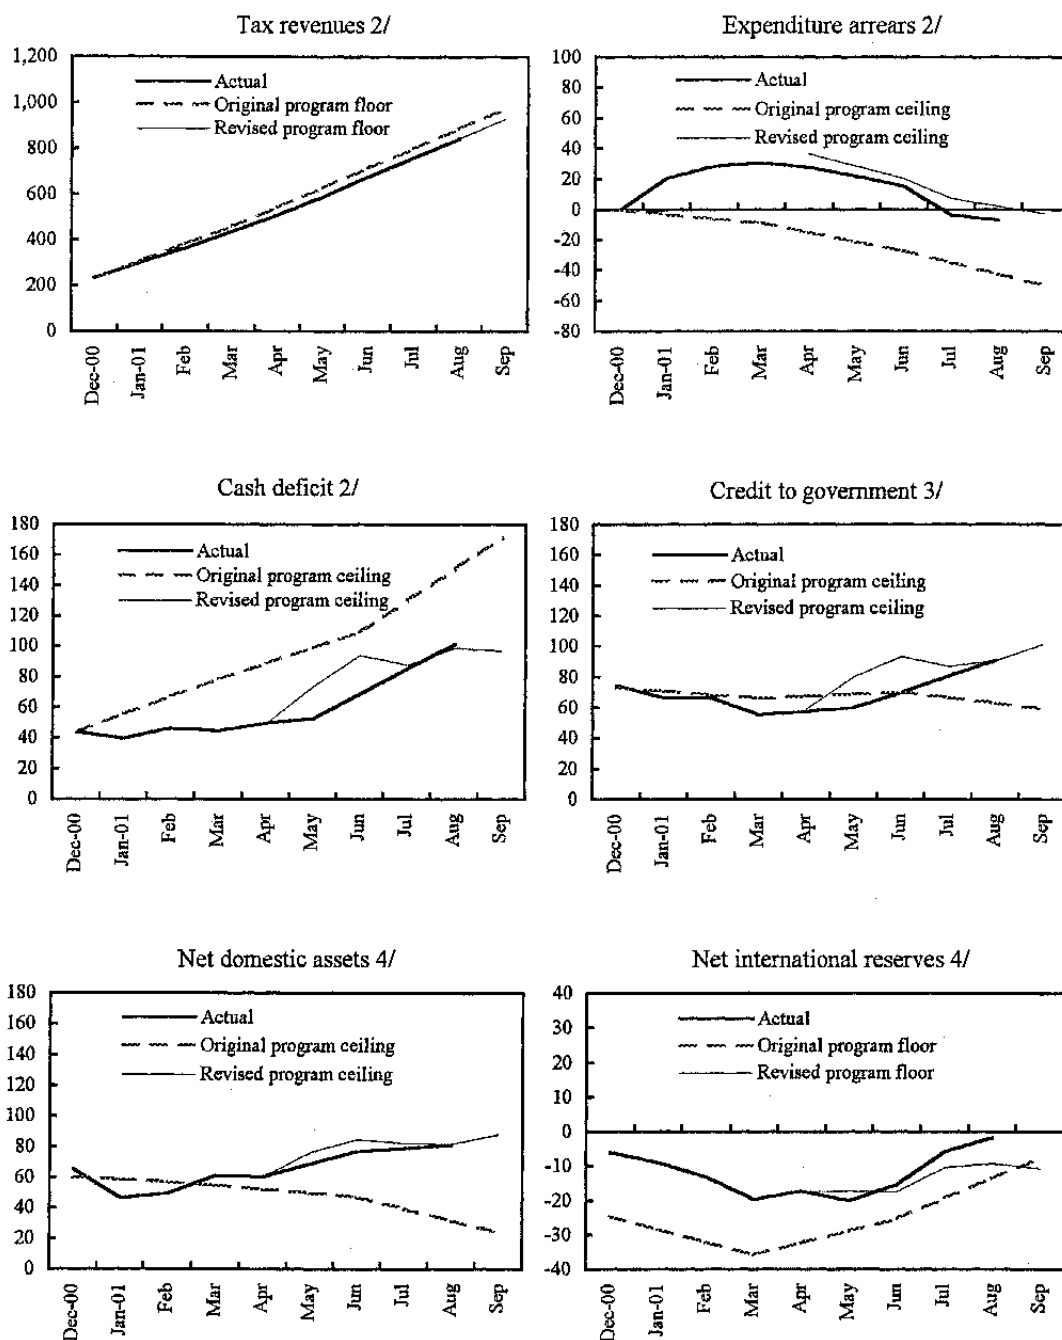 Tax revenues 2/
1,200
1,000
800
600
400
200
0
Actual
Original program floor
Revised program floor
Dec-00
Jan-01
Feb
Mar
Apr
May
Jun
Jul
Aug
Sep
Expenditure arrears 2/
100
80
60
40
20
0
-20
-40
-60
-80
Actual
Original program ceiling
Revised program ceiling
Dec-00
Jan-01
Feb
Mar
Apr
May
Jun
Jul
Aug
Sep
Cash deficit 2/
180
160
140
120
100
80
60
40
20
0
Actual
Original program ceiling
Revised program ceiling
Dec-00
Jan-01
Feb
Mar
Apr
May
Jun
Jul
Aug
Sep
Credit to government 3/
180
160
140
120
100
80
60
40
20
0
Actual
Original program ceiling
Revised program ceiling
Dec-00
Jan-01
Feb
Mar
Apr
May
Jun
Jul
Aug
Sep
Net domestic assets 4/
180
160
140
120
100
80
60
40
20
0
Actual
Original program ceiling
Revised program ceiling
Dec-00
Jan-01
Feb
Mar
Apr
May
Jun
Jul
Aug
Sep
Net international reserves 4/
40
30
20
10
0
-10
-20
-30
-40
Actual
Original program floor
Revised program floor
Dec-00
Jan-01
Feb
Mar
Apr
May
Jun
Jul
Aug
Sep